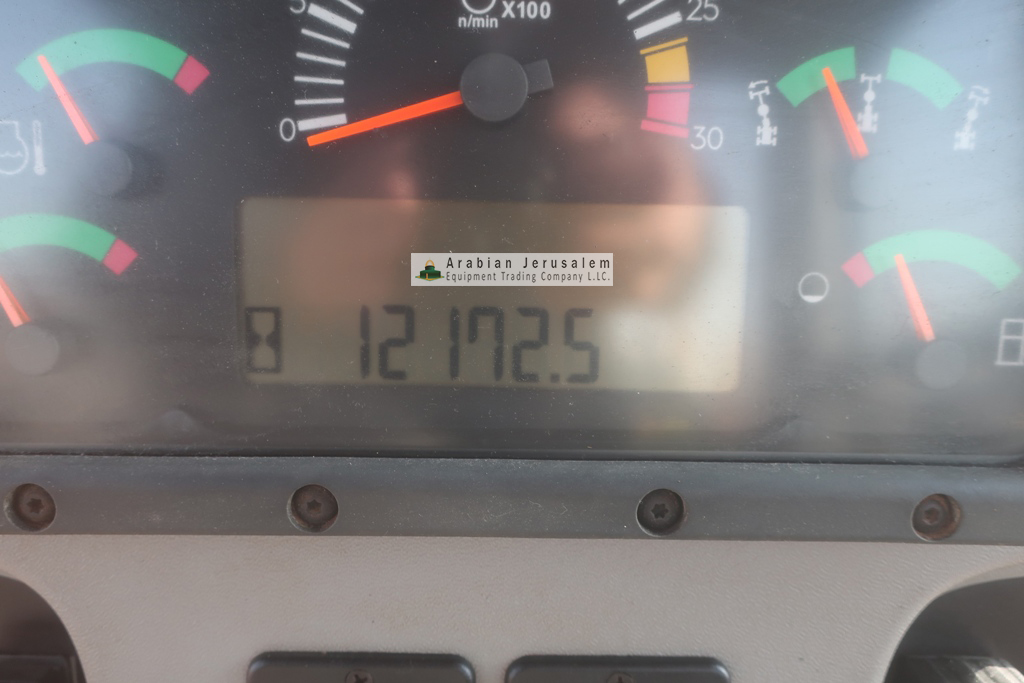 5
n/min X100
25
0
30
Arabian Jerusalem
Equipment Trading Company L.L.C.
12172.5